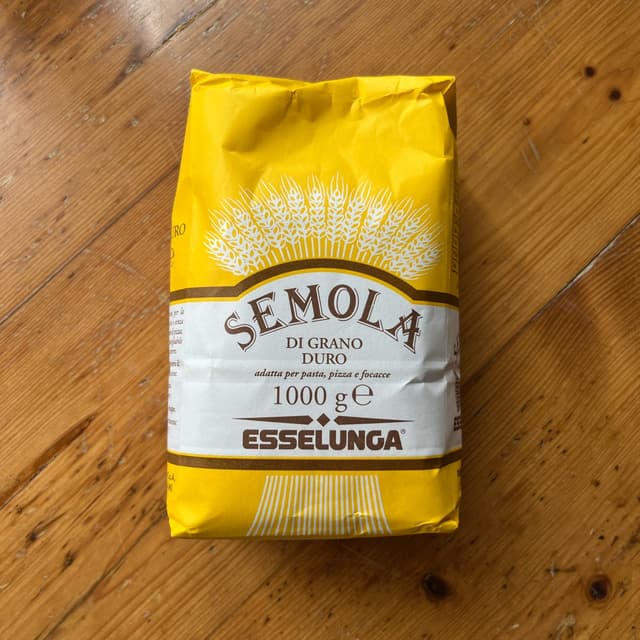 SEMOLA
DI GRANO
DURO
adatta per pasta, pizza e focacce
1000 g ℮
ESSELUNGA®